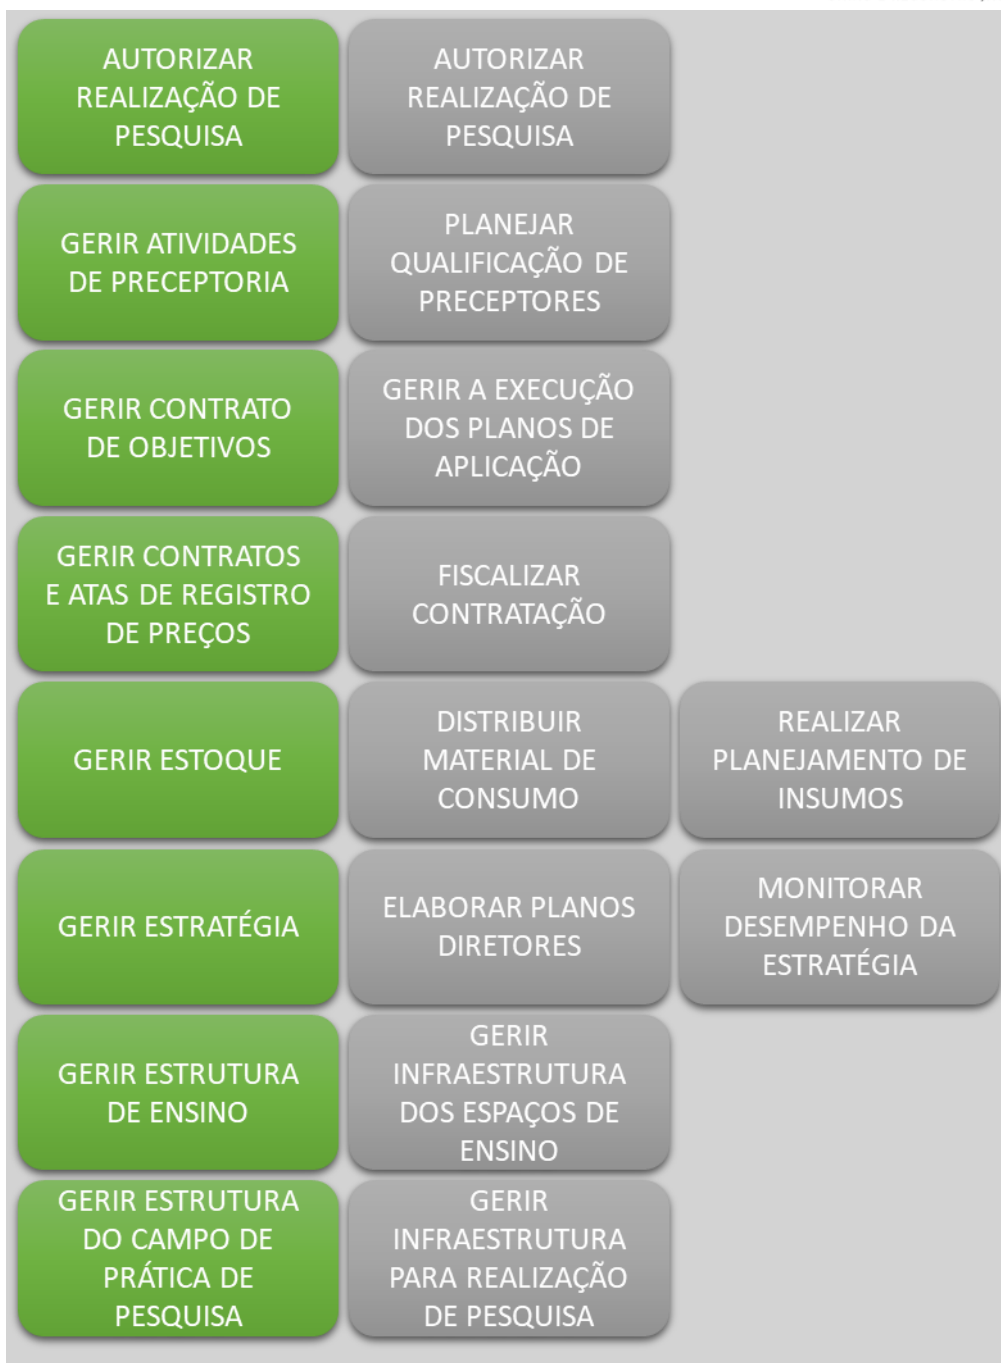 AUTORIZAR
REALIZAÇÃO DE
PESQUISA
AUTORIZAR
REALIZAÇÃO DE
PESQUISA
GERIR ATIVIDADES
DE PRECEPTORIA
PLANEJAR
QUALIFICAÇÃO DE
PRECEPTORES
GERIR CONTRATO
DE OBJETIVOS
GERIR A EXECUÇÃO
DOS PLANOS DE
APLICAÇÃO
GERIR CONTRATOS
E ATAS DE REGISTRO
DE PREÇOS
FISCALIZAR
CONTRATAÇÃO
GERIR ESTOQUE
DISTRIBUIR
MATERIAL DE
CONSUMO
REALIZAR
PLANEJAMENTO DE
INSUMOS
GERIR ESTRATÉGIA
ELABORAR PLANOS
DIRETORES
MONITORAR
DESEMPENHO DA
ESTRATÉGIA
GERIR ESTRUTURA
DE ENSINO
GERIR
INFRAESTRUTURA
DOS ESPAÇOS DE
ENSINO
GERIR ESTRUTURA
DO CAMPO DE
PRÁTICA DE
PESQUISA
GERIR
INFRAESTRUTURA
PARA REALIZAÇÃO
DE PESQUISA